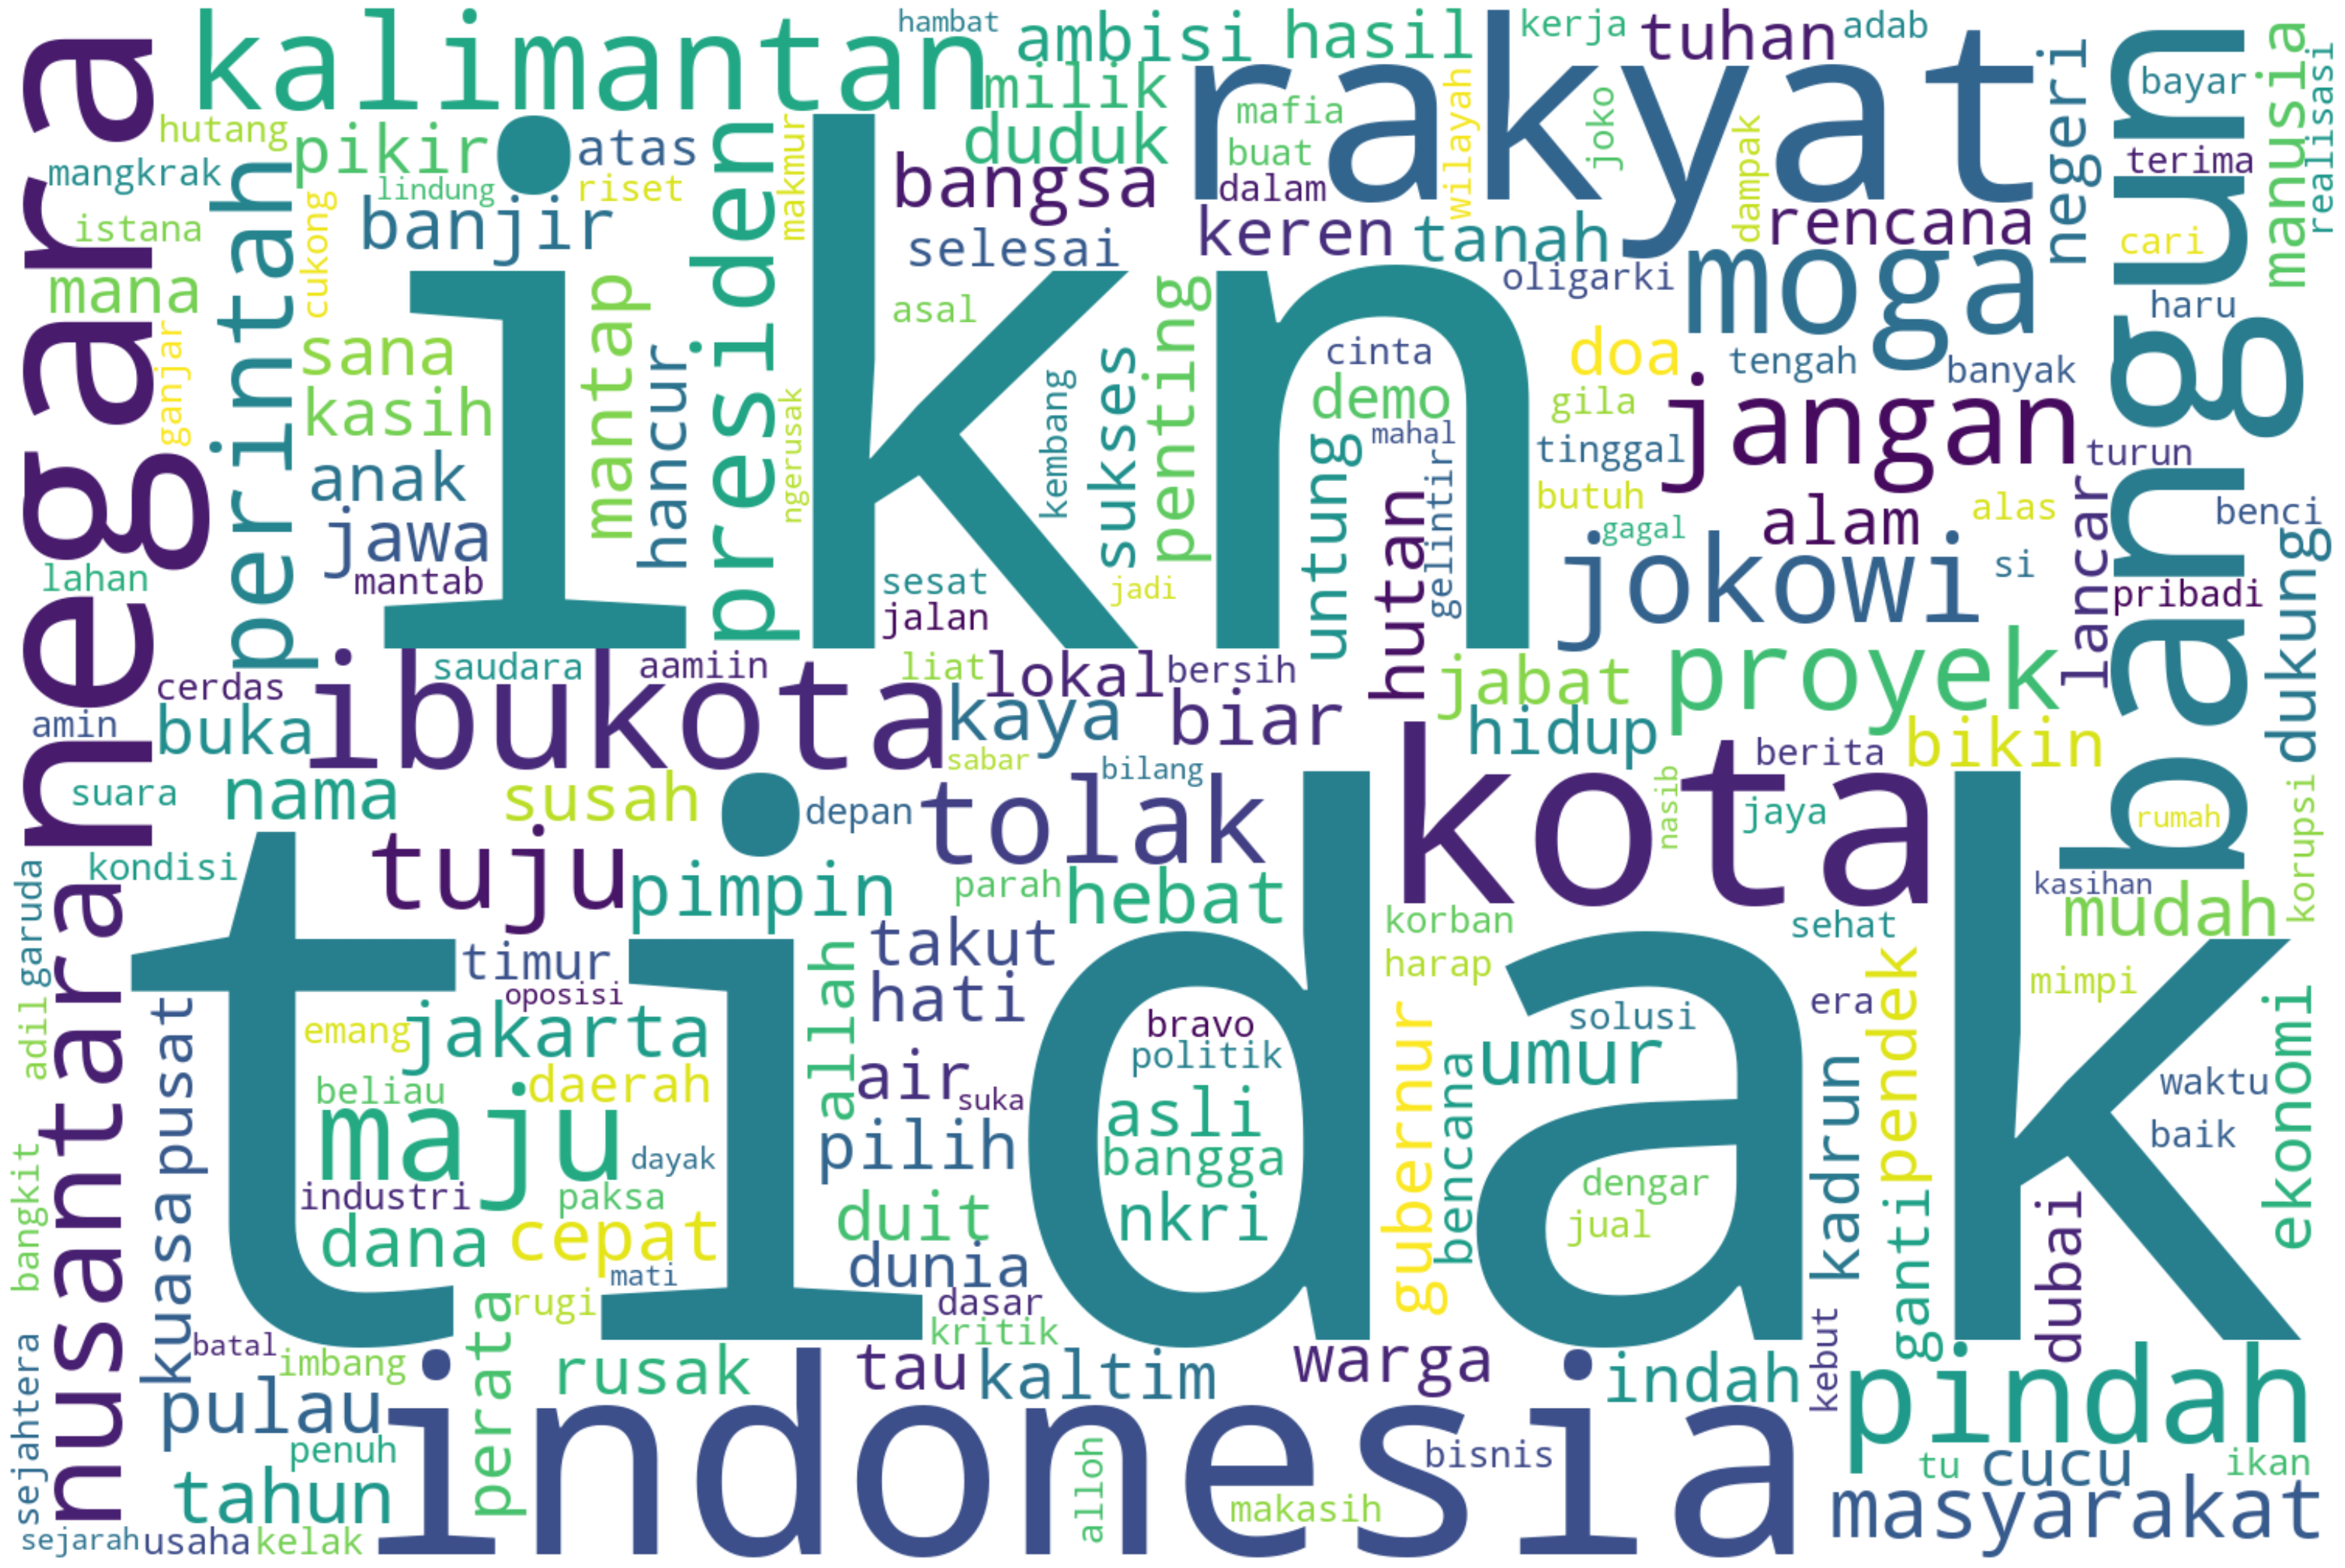 negara
kalimantan
hambat
ambisi
hasil
kerja
tuhan
adab
bangun
manusia
realisasi
milik
rakyat
negeri
bayar
hutang
pikir
ikn
atas
makmur
presiden
duduk
mafia
wilayah
joko
dampak
mangkrak
perintah
lindung
riset
bangsa
buat
dalam
terima
istana
cukong
banjir
selesai
keren
tanah
rencana
cari
mana
mantap
asal
penting
oligarki
moga
haru
ganjar
sana
hancur
sukses
cinta
doa
tengah
banyak
kasih
ngerusak
kembang
demo
gila
jangan
mahal
untung
tinggal
turun
anak
hutan
gelintir
butuh
alam
alas
lancar
benci
jawa
gagal
jokowi
si
dukung
lahan
mantab
sesat
jadi
pribadi
jalan
cerdas
ibukota
saudara
aamiin
liat
lokal
bersih
jabat
proyek
amin
buka
kaya
biar
kota
hidup
berita
bikin
sabar
suara
nama
susah
tidak
depan
tolak
bilang
nasib
jaya
rumah
korupsi
kondisi
tuju
pimpin
parah
hebat
kasihan
garuda
nusantara
korban
sehat
mudah
timur
allah
takut
harap
pendek
mimpi
adil
kuasa
pusat
oposisi
hati
gubernur
era
ekonomi
emang
jakarta
bravo
solusi
politik
bencana
umur
kadrun
beliau
daerah
air
suka
waktu
maju
asli
pilih
baik
bangkit
dayak
bangga
industri
paksa
duit
nkri
dengar
jual
ganti
dubai
dana
cepat
dunia
mati
perata
rugi
dasar
kebut
sejahtera
batal
imbang
kritik
rusak
tau
kaltim
warga
indah
pindah
pulau
indonesia
penuh
bisnis
alloh
tu
cucu
ikan
tahun
makasih
masyarakat
sejarah
usaha
kelak